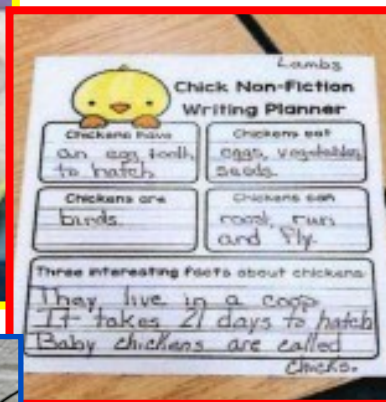 Lambs
Chick Non-Fiction
Writing Planner
Chickens have
an egg tooth
to hatch
Chickens eat
eggs, vegetables,
seeds.
Chickens are
birds.
Chickens can
roost, run
and fly.
Three interesting facts about chickens:
They live in a coop
It takes 21 days to hatch
Baby chickens are called
chicks.